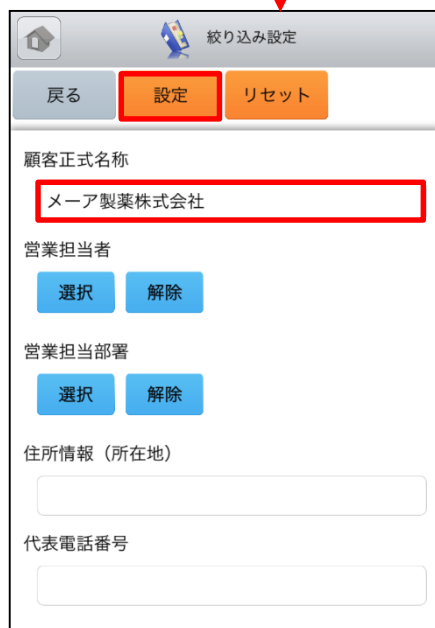 絞り込み設定
戻る 設定 リセット
顧客正式名称
メーア製薬株式会社
営業担当者
選択 解除
営業担当部署
選択 解除
住所情報（所在地）
代表電話番号